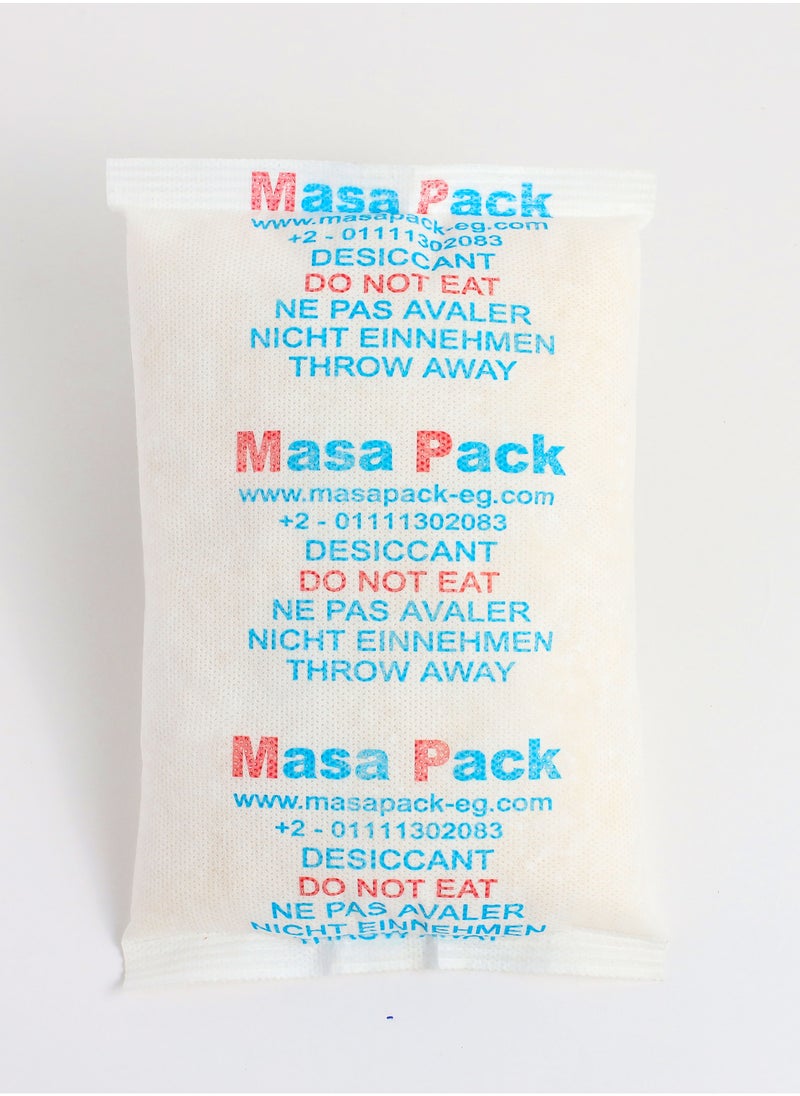 Masa Pack
www.masapack-eg.com
+2 - 01111302083
DESICCANT
DO NOT EAT
NE PAS AVALER
NICHT EINNEHMEN
THROW AWAY
Masa Pack
www.masapack-eg.com
+2 - 01111302083
DESICCANT
DO NOT EAT
NE PAS AVALER
NICHT EINNEHMEN
THROW AWAY
Masa Pack
www.masapack-eg.com
+2 - 01111302083
DESICCANT
DO NOT EAT
NE PAS AVALER
NICHT EINNEHMEN